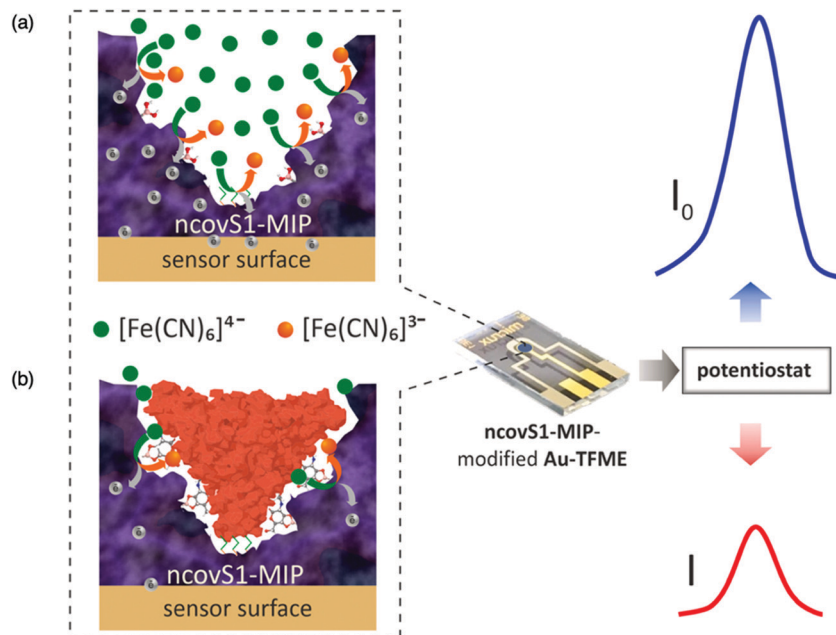 (a)
I₀
ncovS1-MIP
sensor surface
[Fe(CN)₆]⁴⁻
[Fe(CN)₆]³⁻
(b)
potentiostat
ncovS1-MIP-
modified Au-TFME
I
ncovS1-MIP
sensor surface